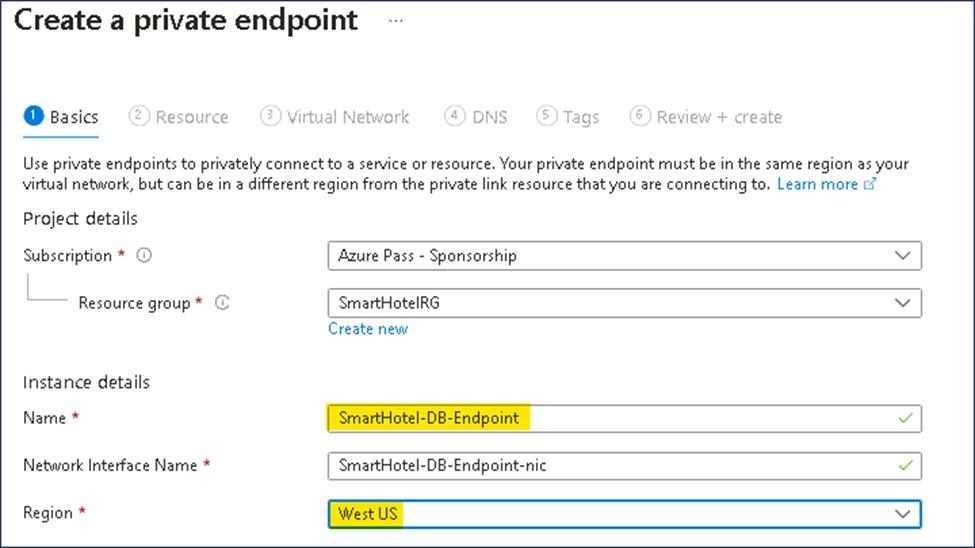 Create a private endpoint ...
1 Basics 2 Resource 3 Virtual Network 4 DNS 5 Tags 6 Review + create
Use private endpoints to privately connect to a service or resource. Your private endpoint must be in the same region as your
virtual network, but can be in a different region from the private link resource that you are connecting to. Learn more
Project details
Subscription * Azure Pass - Sponsorship
Resource group * SmartHotelRG
Create new
Instance details
Name * SmartHotel-DB-Endpoint
Network Interface Name * SmartHotel-DB-Endpoint-nic
Region * West US